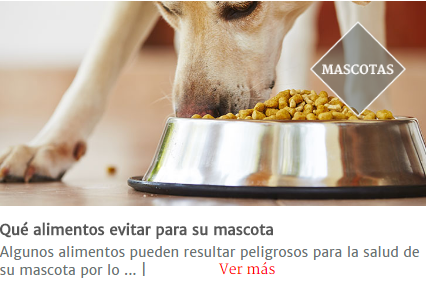 MASCOTAS
Qué alimentos evitar para su mascota
Algunos alimentos pueden resultar peligrosos para la salud de
su mascota por lo ... | Ver más